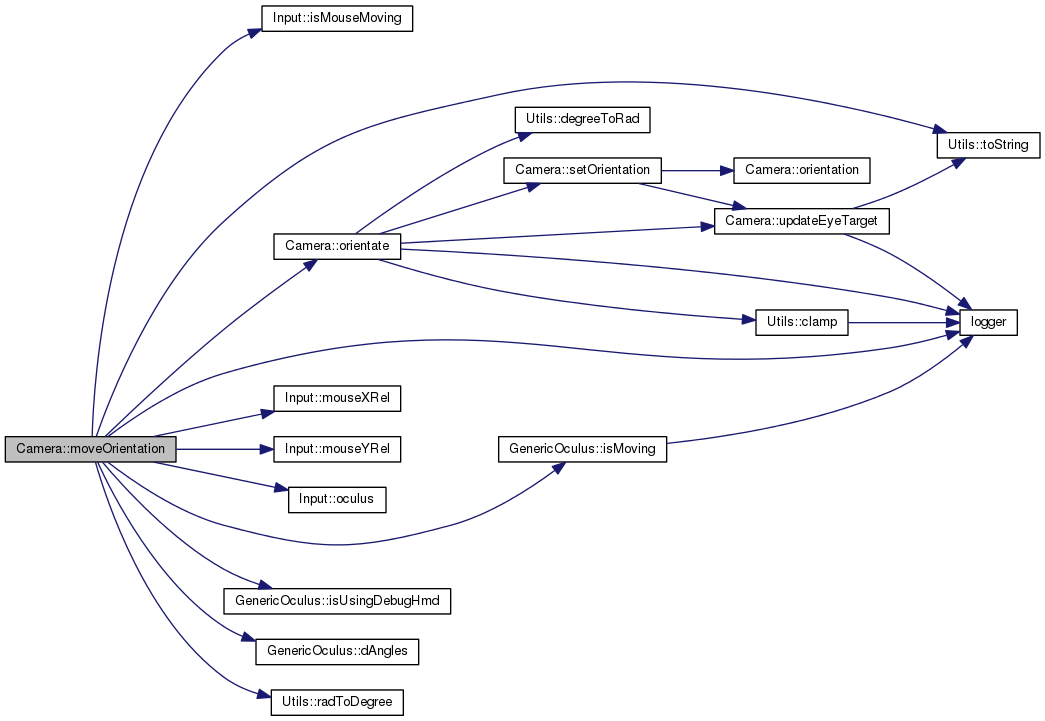 Input::isMouseMoving
Utils::degreeToRad
Utils::toString
Camera::setOrientation
Camera::orientation
Camera::updateEyeTarget
Camera::orientate
Utils::clamp
logger
Input::mouseXRel
Camera::moveOrientation
Input::mouseYRel
GenericOculus::isMoving
Input::oculus
GenericOculus::isUsingDebugHmd
GenericOculus::dAngles
Utils::radToDegree